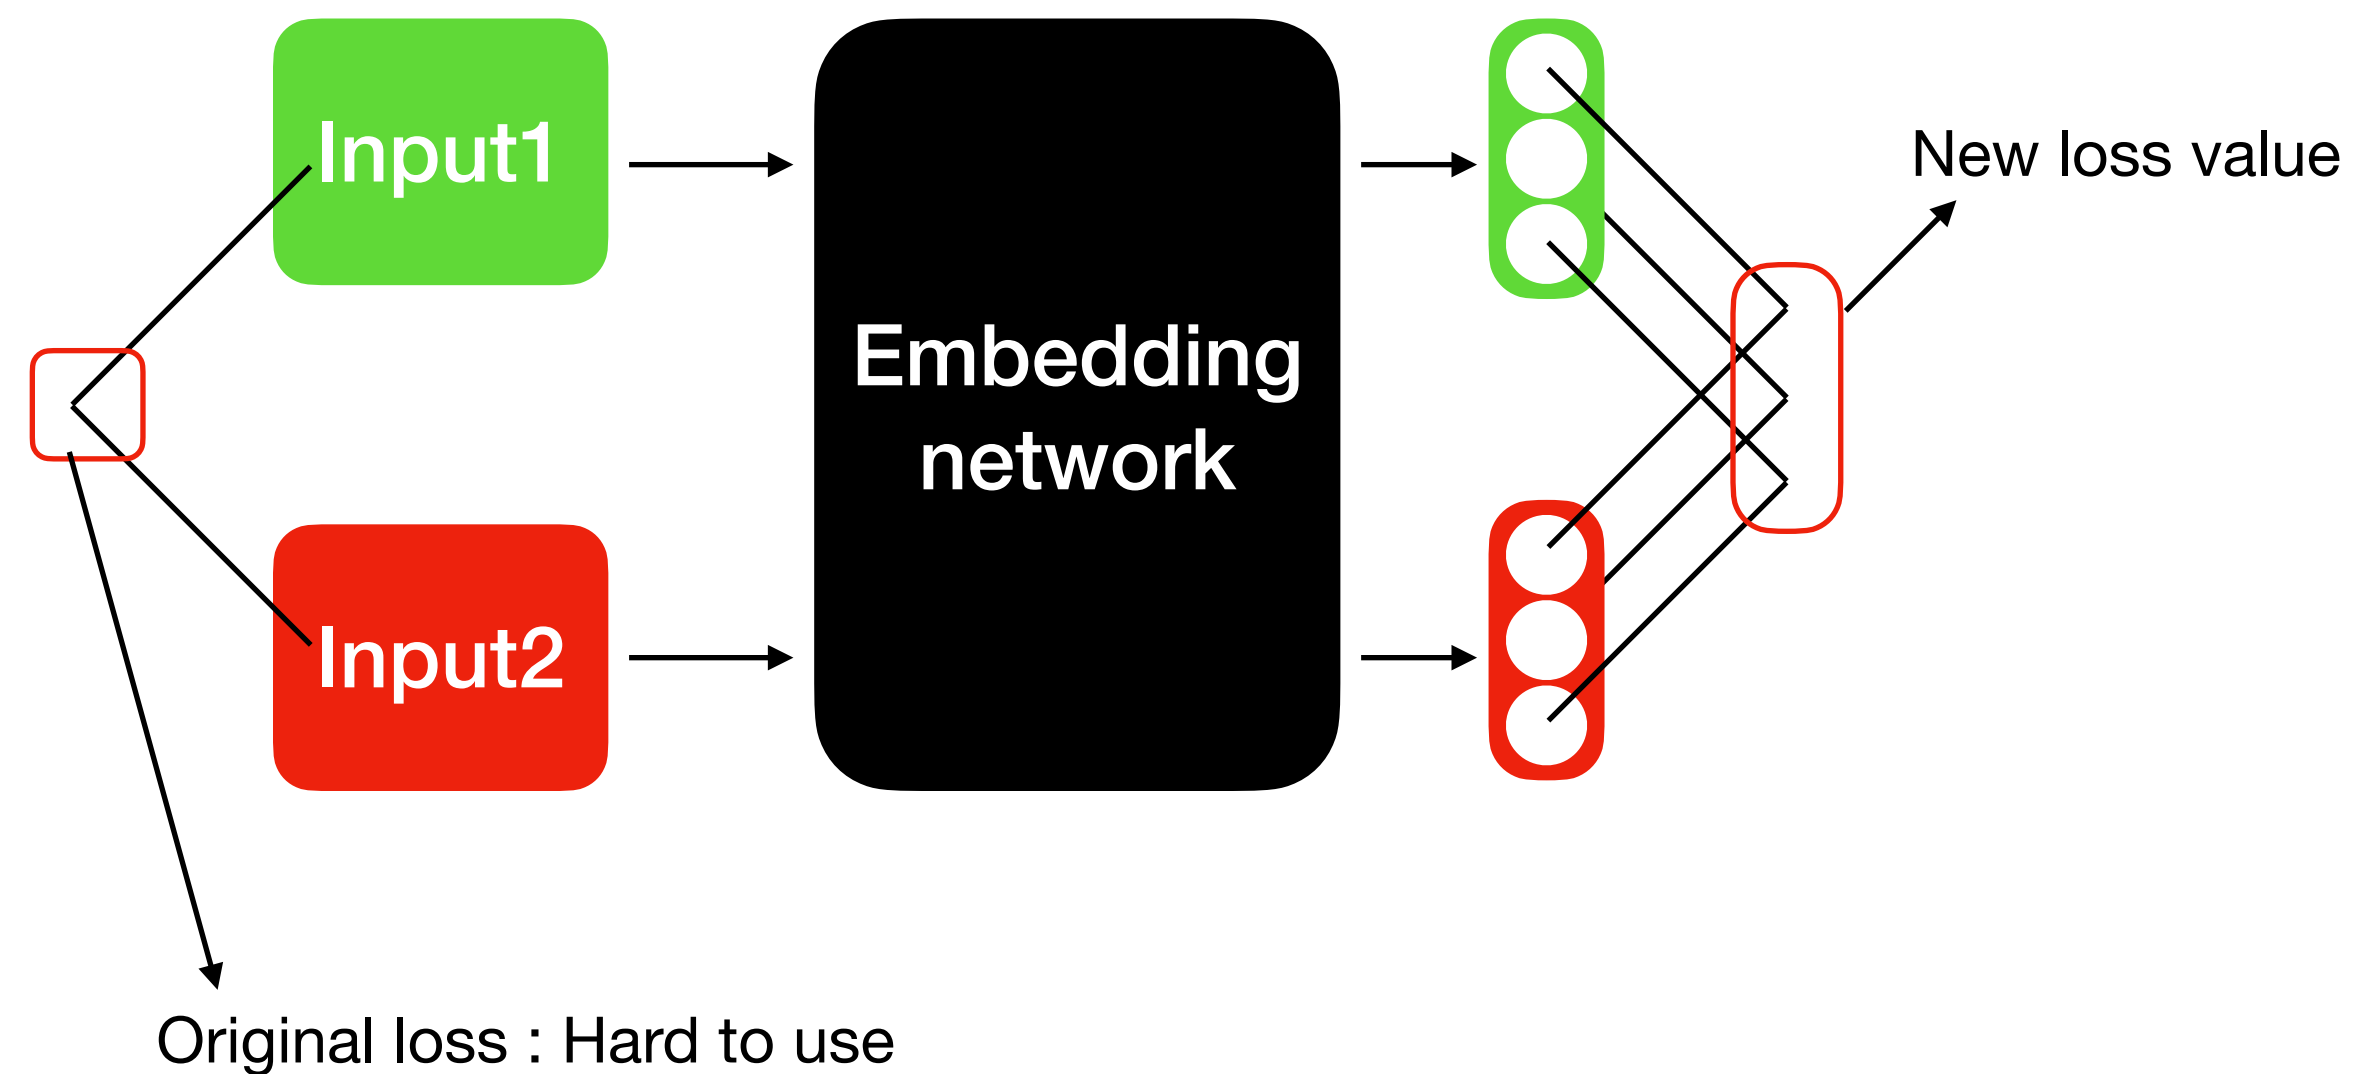 Input1
New loss value
Embedding
network
Input2
Original loss : Hard to use